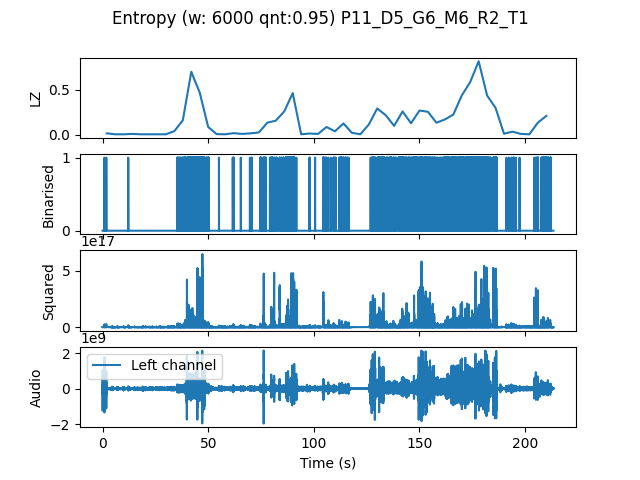 Entropy (w: 6000 qnt:0.95) P11_D5_G6_M6_R2_T1
LZ
0.5
0.0
Binarised
1
0
1e17
Squared
5
0
1e9
Audio
2
0
−2
Left channel
0
50
100
150
200
Time (s)